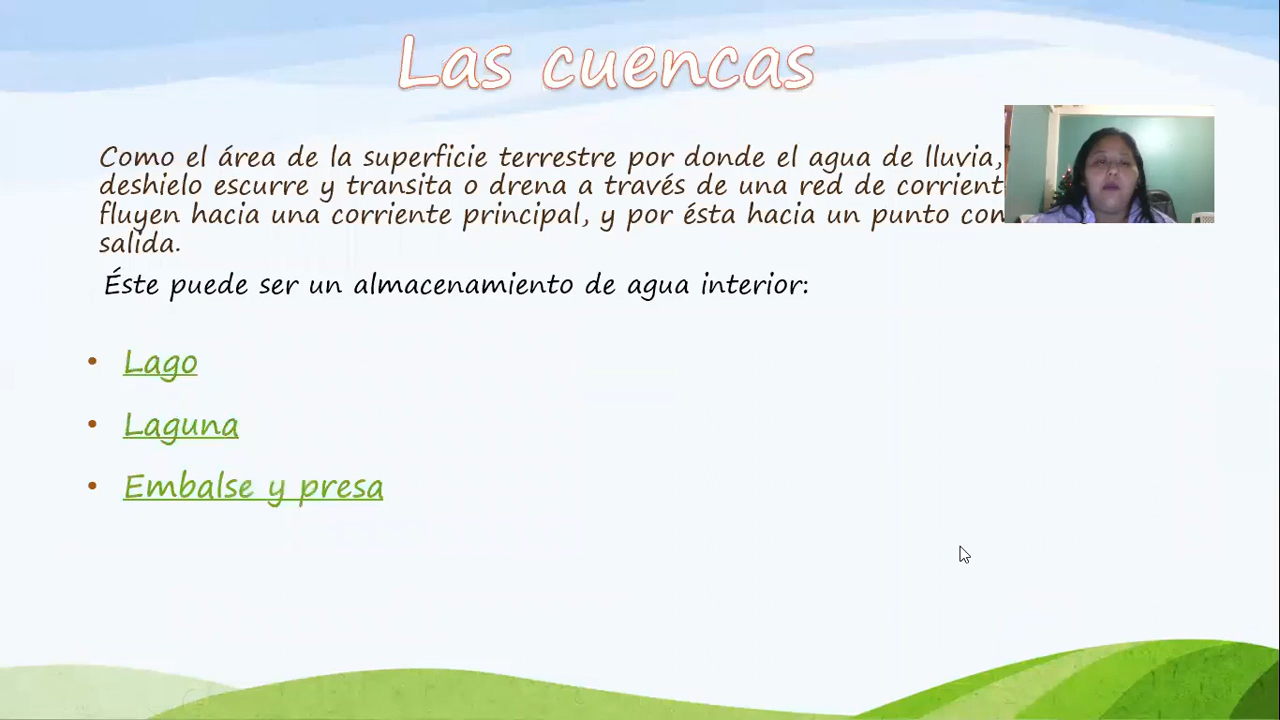 Las cuencas
Como el área de la superficie terrestre por donde el agua de lluvia,
deshielo escurre y transita o drena a través de una red de
fluyen hacia una corriente principal, y por ésta hacia un punto
salida.
Éste puede ser un almacenamiento de agua interior:
• Lago
• Laguna
• Embalse y presa